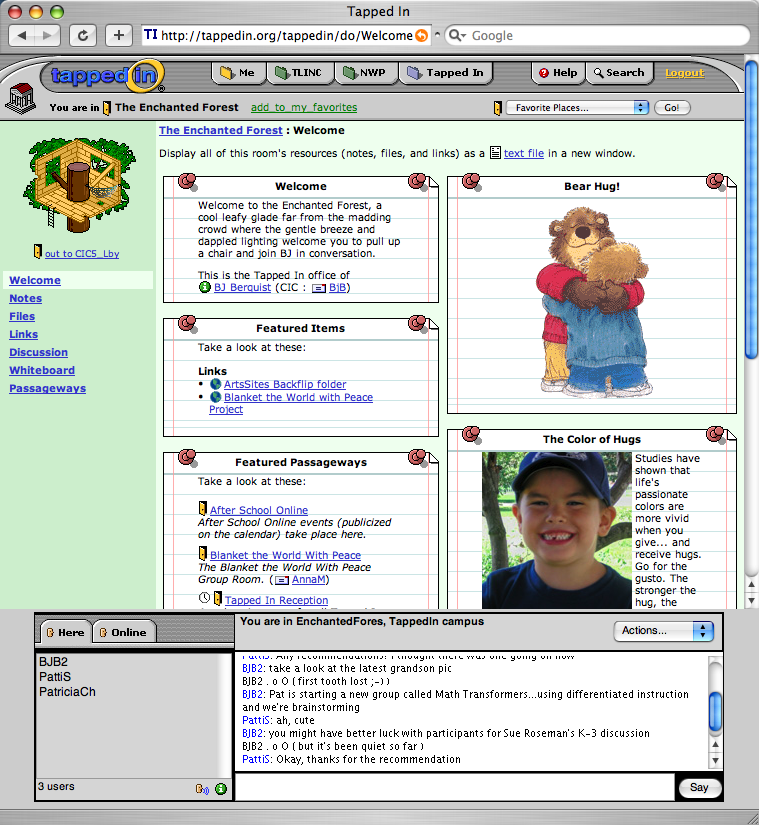 Tapped In
TI http://tappedin.org/tappedin/do/Welcome
Google
tapped in
Me
TLINC
NWP
Tapped In
Help
Search
Logout
You are in The Enchanted Forest add_to_my_favorites
Favorite Places...
Go!
out to CIC5_Lby
Welcome
Notes
Files
Links
Discussion
Whiteboard
Passageways
The Enchanted Forest : Welcome
Display all of this room's resources (notes, files, and links) as a text file in a new window.
Welcome
Welcome to the Enchanted Forest, a
cool leafy glade far from the madding
crowd where the gentle breeze and
dappled lighting welcome you to pull up
a chair and join BJ in conversation.
This is the Tapped In office of
BJ Berquist (CIC : BjB)
Featured Items
Take a look at these:
Links
• ArtsSites Backflip folder
• Blanket the World with Peace
Project
Featured Passageways
Take a look at these:
After School Online
After School Online events (publicized
on the calendar) take place here.
Blanket the World With Peace
The Blanket the World With Peace
Group Room. ( AnnaM)
Tapped In Reception
Bear Hug!
The Color of Hugs
Studies have
shown that
life's
passionate
colors are
more vivid
when you
give... and
receive hugs.
Go for the
gusto. The
stronger the
hug, the
Here
Online
BJB2
PattiS
PatriciaCh
3 users
You are in EnchantedFores, TappedIn campus
Actions...
PattiS: Any recommendations? I thought there was one going on now
BJB2: take a look at the latest grandson pic
BJB2 . o O ( first tooth lost ;-) )
BJB2: Pat is starting a new group called Math Transformers...using differentiated instruction
and we're brainstorming
PattiS: ah, cute
BJB2: you might have better luck with participants for Sue Roseman's K-3 discussion
BJB2 . o O ( but it's been quiet so far )
PattiS: Okay, thanks for the recommendation
Say